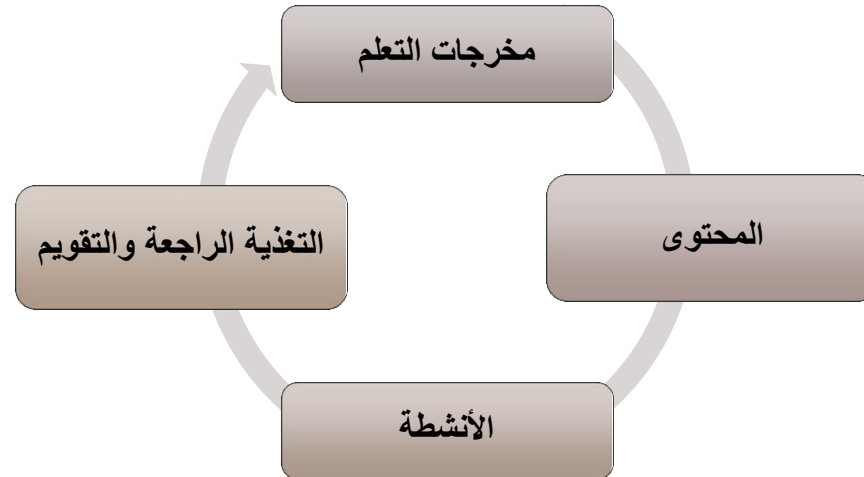 مخرجات التعلم
المحتوى
الأنشطة
التغذية الراجعة والتقويم